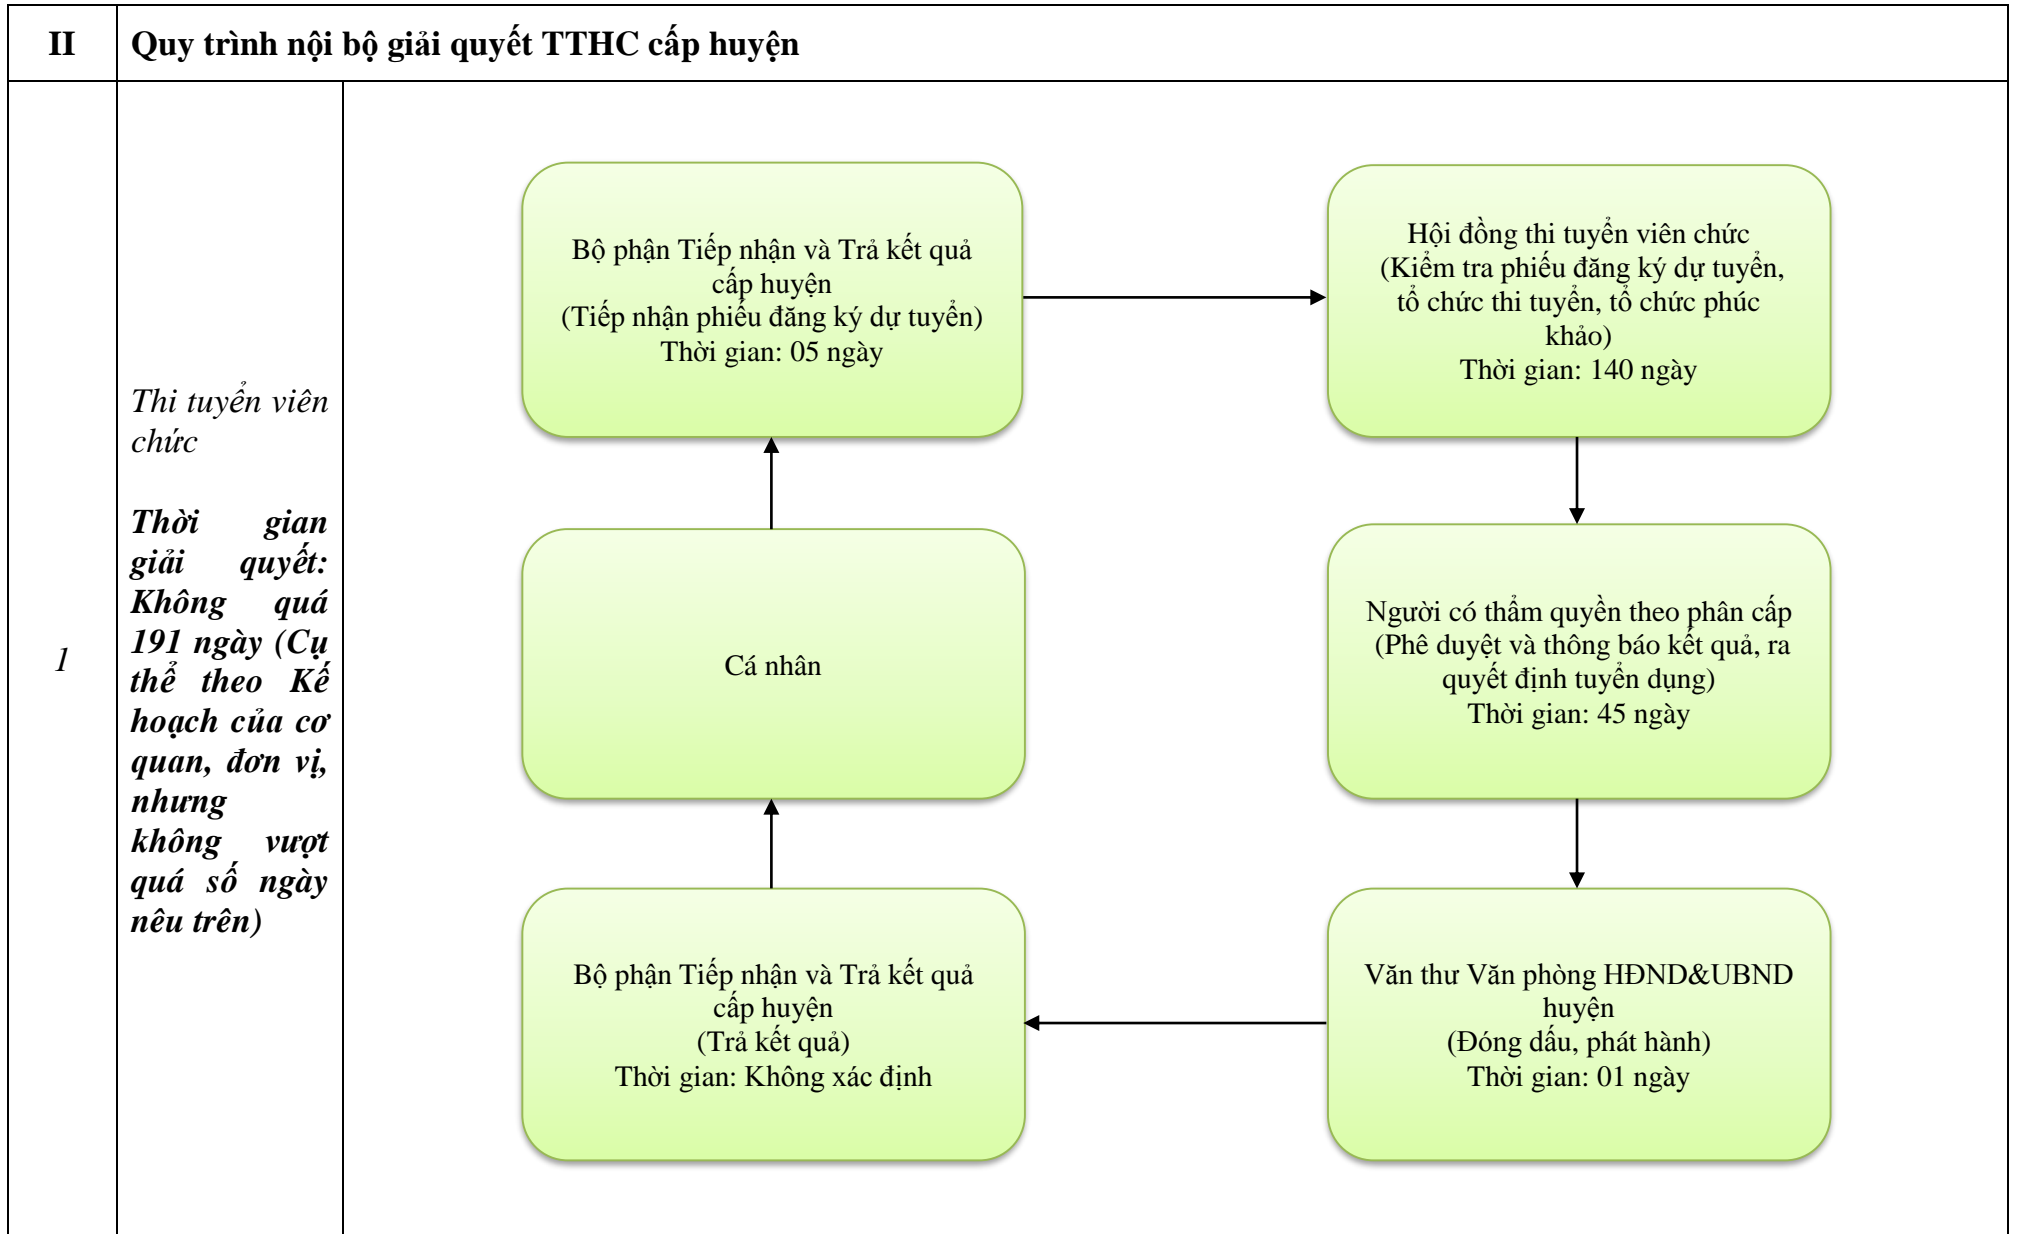 II
Quy trình nội bộ giải quyết TTHC cấp huyện
1
Thi tuyển viên
chức
Thời gian
giải quyết:
Không quá
191 ngày (Cụ
thể theo Kế
hoạch của cơ
quan, đơn vị,
nhưng
không vượt
quá số ngày
nêu trên)
Bộ phận Tiếp nhận và Trả kết quả
cấp huyện
(Tiếp nhận phiếu đăng ký dự tuyển)
Thời gian: 05 ngày
Hội đồng thi tuyển viên chức
(Kiểm tra phiếu đăng ký dự tuyển,
tổ chức thi tuyển, tổ chức phúc
khảo)
Thời gian: 140 ngày
Cá nhân
Người có thẩm quyền theo phân cấp
(Phê duyệt và thông báo kết quả, ra
quyết định tuyển dụng)
Thời gian: 45 ngày
Bộ phận Tiếp nhận và Trả kết quả
cấp huyện
(Trả kết quả)
Thời gian: Không xác định
Văn thư Văn phòng HĐND&UBND
huyện
(Đóng dấu, phát hành)
Thời gian: 01 ngày